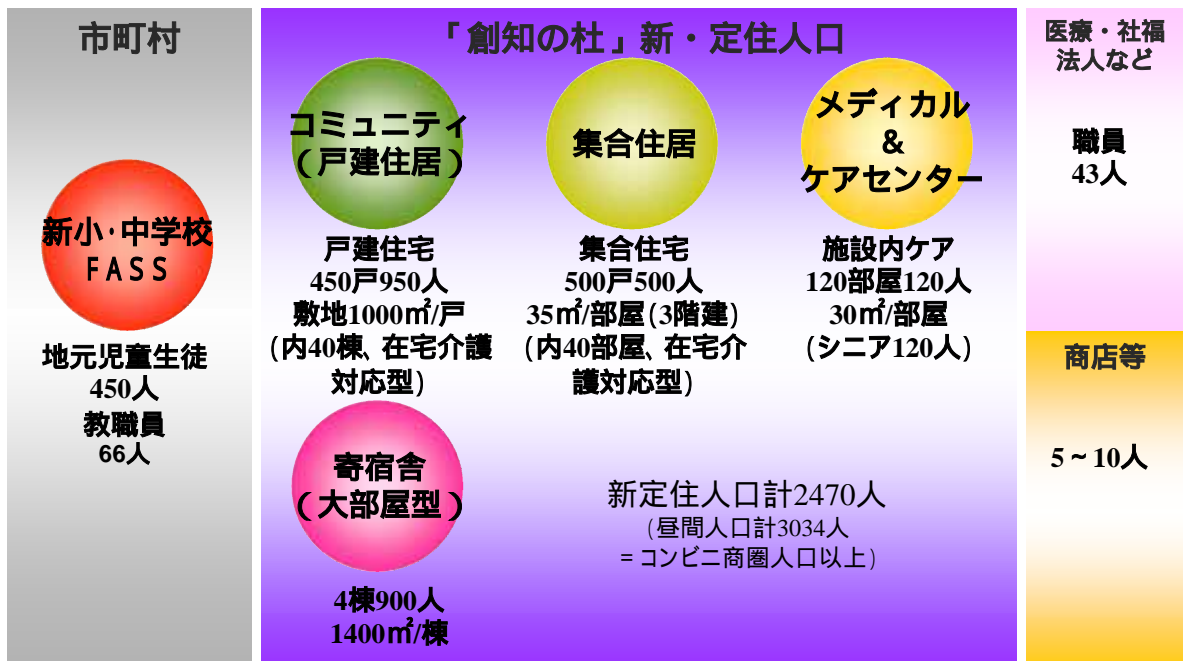 市町村
新小・中学校
FASS
地元児童生徒
450人
教職員
66人
「創知の杜」新・定住人口
コミュニティ
(戸建住居)
戸建住宅
450戸950人
敷地1000㎡/戸
(内40棟、在宅介護
対応型)
集合住居
集合住宅
500戸500人
35㎡/部屋(3階建)
(内40部屋、在宅介
護対応型)
メディカル
&
ケアセンター
施設内ケア
120部屋120人
30㎡/部屋
(シニア120人)
寄宿舎
(大部屋型)
4棟900人
1400㎡/棟
新定住人口計2470人
(昼間人口計3034人
=コンビニ商圏人口以上)
医療・社福
法人など
職員
43人
商店等
5~10人